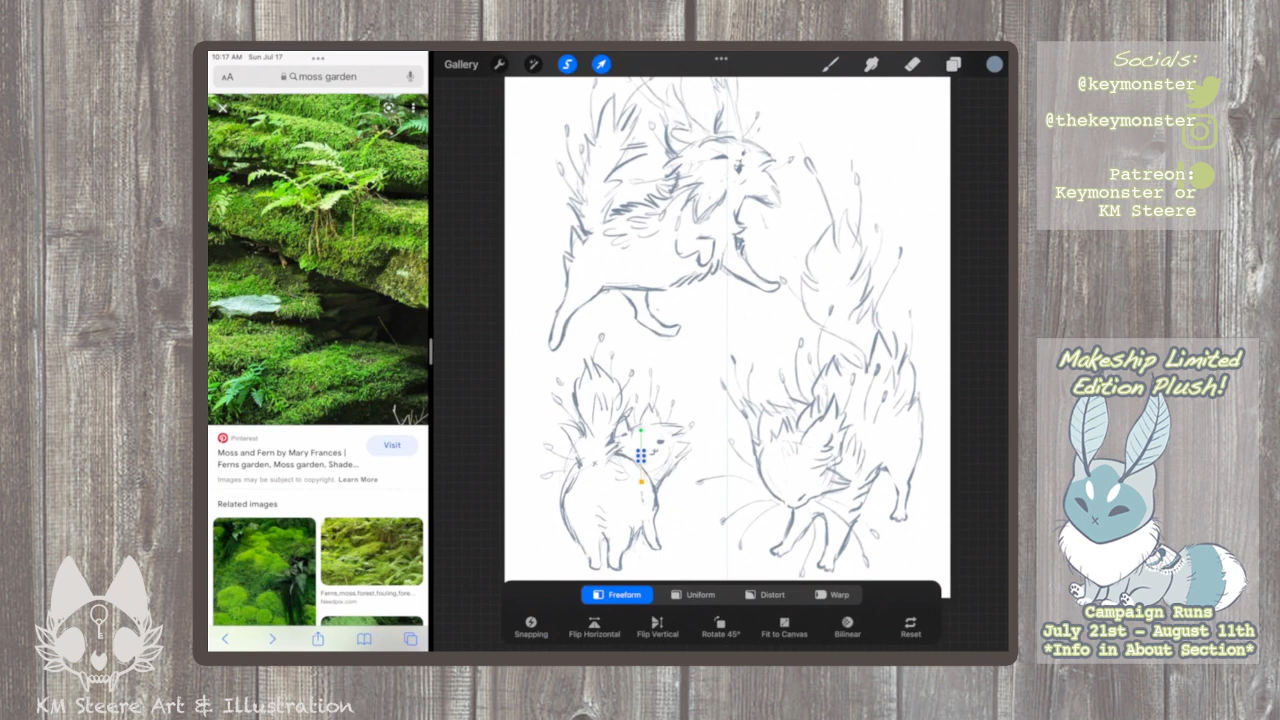 10:17 AM Sun Jul 17
AA
moss garden
Pinterest
Moss and Fern by Mary Frances |
Ferns garden, Moss garden, Shade...
Visit
Images may be subject to copyright. Learn More
Related images
Ferns,moss,forest,fouling,fore...
Needpix.com
Gallery
Freeform
Uniform
Distort
Warp
Snapping
Flip Horizontal
Flip Vertical
Rotate 45°
Fit to Canvas
Bilinear
Reset
Socials:
@keymonster
@thekeymonster
Patreon:
Keymonster or
KM Steere
Makeship Limited
Edition Plush!
Campaign Runs
July 21st - August 11th
*Info in About Section*
KM Steere Art & Illustration